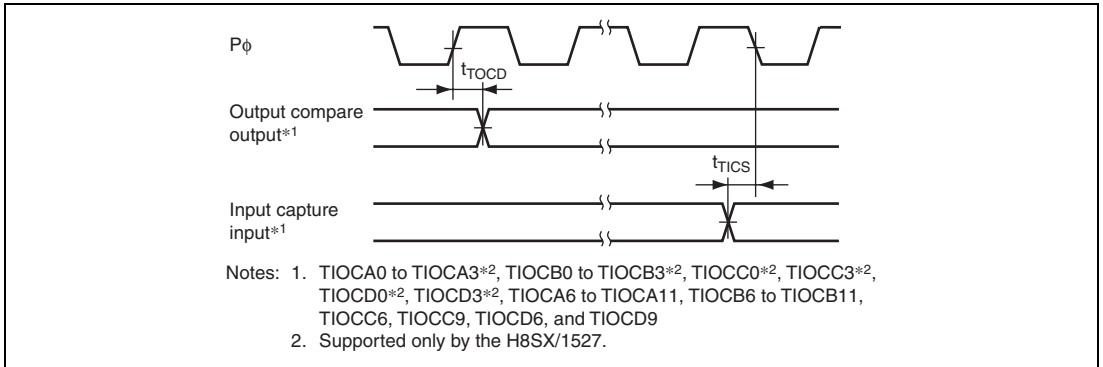 Pϕ
tTOCD
Output compare
output*1
tTICS
Input capture
input*1
Notes: 1. TIOCA0 to TIOCA3*2, TIOCB0 to TIOCB3*2, TIOCC0*2, TIOCC3*2,
TIOCD0*2, TIOCD3*2, TIOCA6 to TIOCA11, TIOCB6 to TIOCB11,
TIOCC6, TIOCC9, TIOCD6, and TIOCD9
2. Supported only by the H8SX/1527.